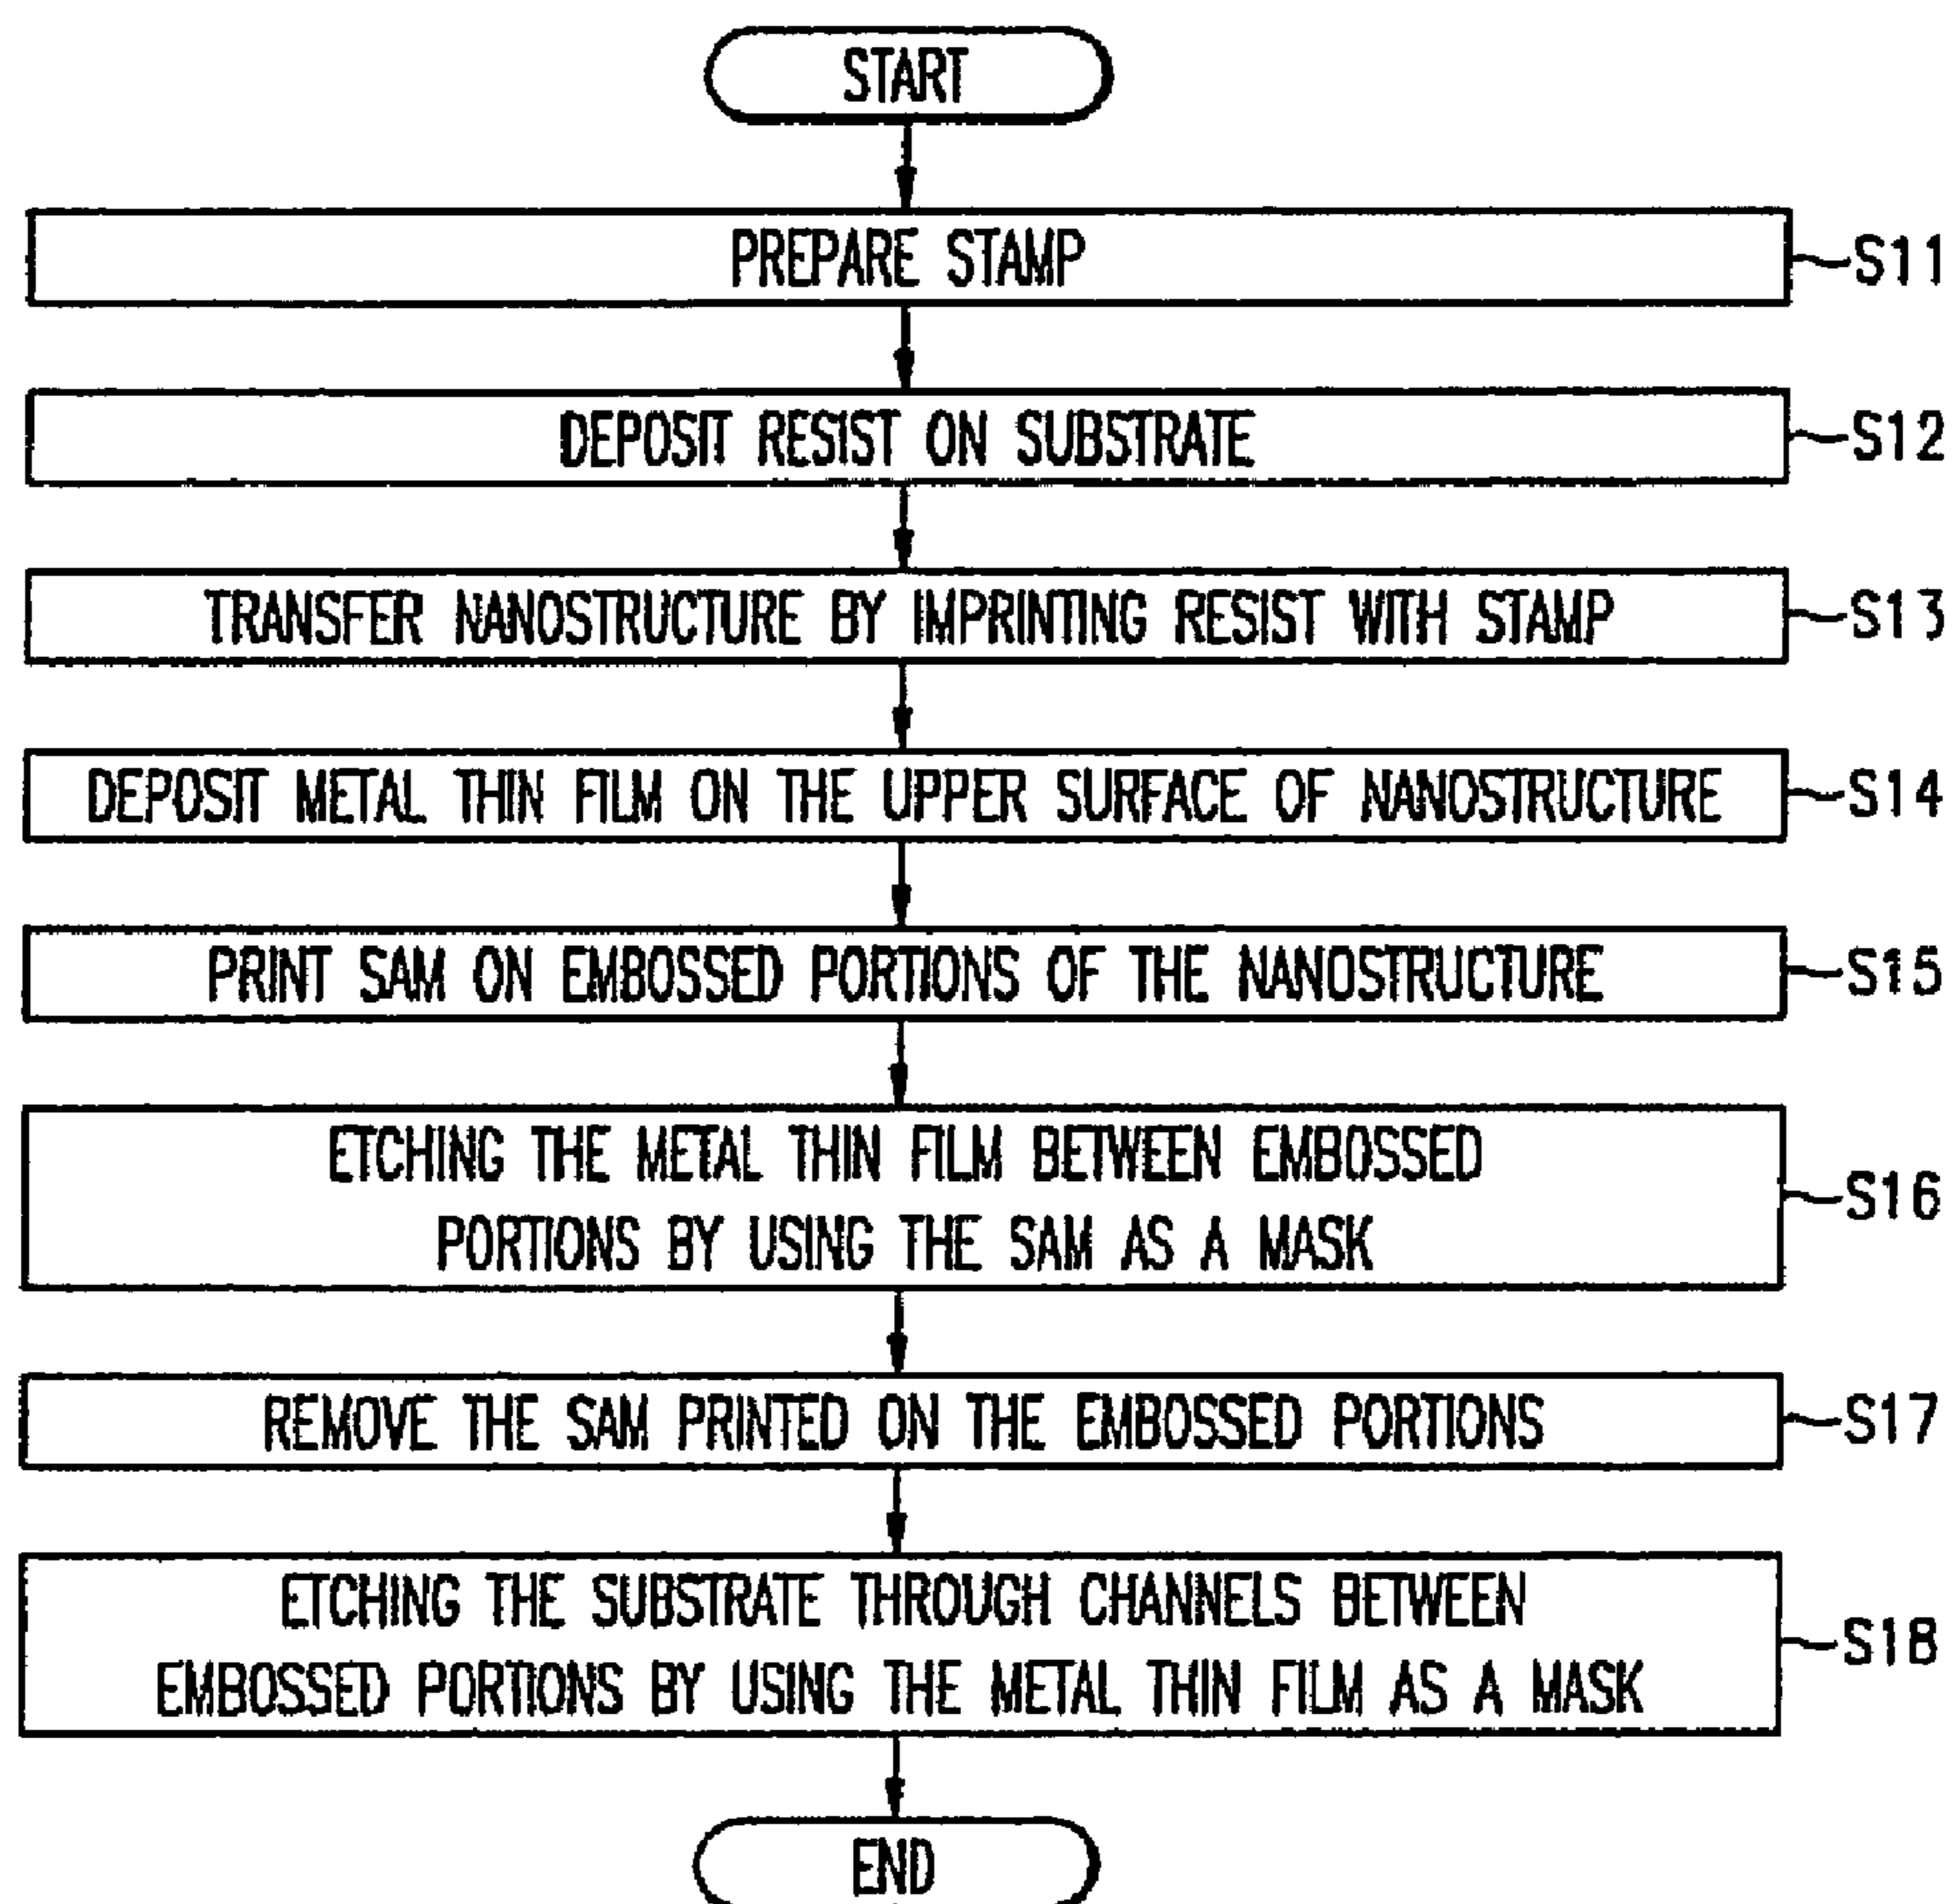 START
PREPARE STAMP
S11
DEPOSIT RESIST ON SUBSTRATE
S12
TRANSFER NANOSTRUCTURE BY IMPRINTING RESIST WITH STAMP
S13
DEPOSIT METAL THIN FILM ON THE UPPER SURFACE OF NANOSTRUCTURE
S14
PRINT SAM ON EMBOSSED PORTIONS OF THE NANOSTRUCTURE
S15
ETCHING THE METAL THIN FILM BETWEEN EMBOSSED
PORTIONS BY USING THE SAM AS A MASK
S16
REMOVE THE SAM PRINTED ON THE EMBOSSED PORTIONS
S17
ETCHING THE SUBSTRATE THROUGH CHANNELS BETWEEN
EMBOSSED PORTIONS BY USING THE METAL THIN FILM AS A MASK
S18
END